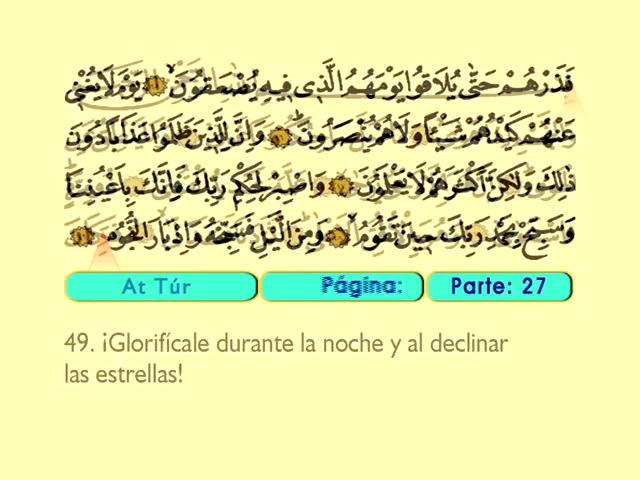 فَذَرْهُمْ حَتَّىٰ يُلَاقُوا يَوْمَهُمُ الَّذِي فِيهِ يُصْعَقُونَ ۝ يَوْمَ لَا يُغْنِي
عَنْهُمْ كَيْدُهُمْ شَيْئًا وَلَا هُمْ يُنْصَرُونَ ۝ وَإِنَّ لِلَّذِينَ ظَلَمُوا عَذَابًا دُونَ
ذَٰلِكَ وَلَٰكِنَّ أَكْثَرَهُمْ لَا يَعْلَمُونَ ۝ وَاصْبِرْ لِحُكْمِ رَبِّكَ فَإِنَّكَ بِأَعْيُنِنَا
وَسَبِّحْ بِحَمْدِ رَبِّكَ حِينَ تَقُومُ ۝ وَمِنَ اللَّيْلِ فَسَبِّحْهُ وَإِدْبَارَ النُّجُومِ
At Túr Página: Parte: 27
49. ¡Glorifícale durante la noche y al declinar
las estrellas!